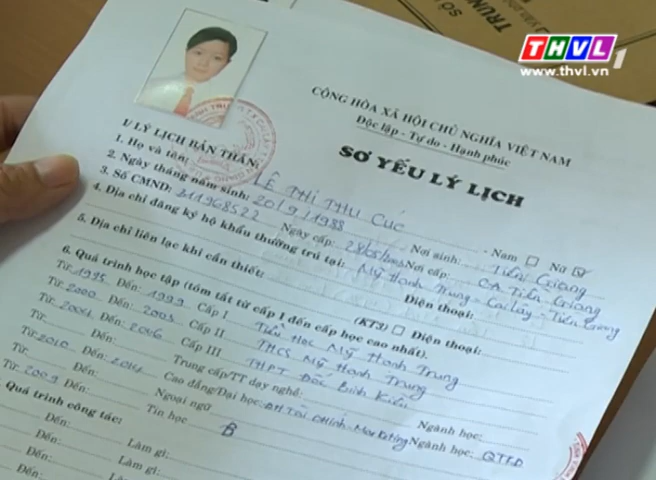 SỞ
TRUN
THVL1
www.thvl.vn
CỘNG HÒA XÃ HỘI CHỦ NGHĨA VIỆT NAM
Độc lập - Tự do - Hạnh phúc
SƠ YẾU LÝ LỊCH
I/ LÝ LỊCH BẢN THÂN:
1. Họ và tên: LÊ THỊ THU CÚC - Nam Nữ
2. Ngày tháng năm sinh: 20/9/1988 Nơi sinh: Tiền Giang
3. Số CMND: 311968522 Ngày cấp: Nơi cấp: CA Tiền Giang
4. Địa chỉ đăng ký hộ khẩu thường trú tại: Mỹ Hạnh Trung - Cai Lậy - Tiền Giang
Điện thoại:
5. Địa chỉ liên lạc khi cần thiết:
(KT3) Điện thoại:
6. Quá trình học tập (tóm tắt từ cấp I đến cấp học cao nhất).
Từ: 1995 Đến: 1999 Cấp I Tiểu Học Mỹ Hạnh Trung
Từ: 2000 Đến: 2003 Cấp II THCS Mỹ Hạnh Trung
Từ: 2004 Đến: 2006 Cấp III THPT Đốc Binh Kiều
Từ: Đến: Trung cấp/TT dạy nghề: Ngành học:
Từ: 2010 Đến: 2014 Cao đẳng/Đại học: ĐH Tài Chính-Marketing Ngành học: QTKD
Từ: 2009 Đến: Ngoại ngữ
Đến: Tin học B
Quá trình công tác:
Đến: Làm gì:
Đến: Làm gì:
Đến: Làm gì: